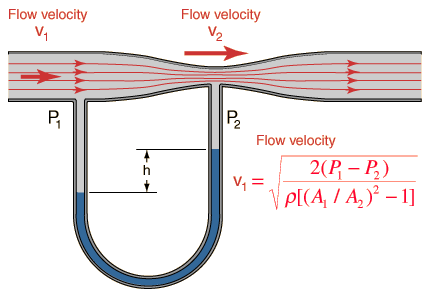 Flow velocity
v₁
Flow velocity
v₂
P₁
P₂
h
Flow velocity
v₁ = √(2(P₁ − P₂) / ρ[(A₁ / A₂)² − 1])